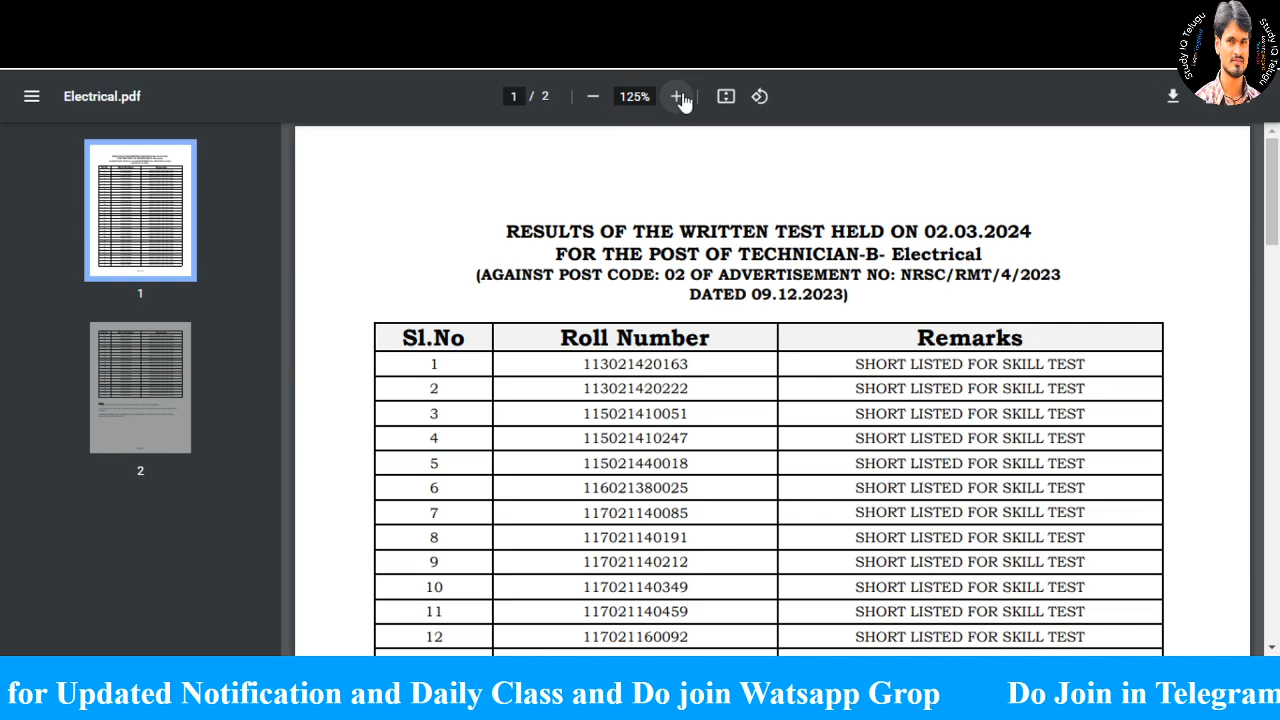 Study IQ Telugu
Study IQ Telugu
Electrical.pdf
1 / 2
125%
1
2
RESULTS OF THE WRITTEN TEST HELD ON 02.03.2024
FOR THE POST OF TECHNICIAN-B- Electrical
(AGAINST POST CODE: 02 OF ADVERTISEMENT NO: NRSC/RMT/4/2023
DATED 09.12.2023)
Sl.No Roll Number Remarks
1 113021420163 SHORT LISTED FOR SKILL TEST
2 113021420222 SHORT LISTED FOR SKILL TEST
3 115021410051 SHORT LISTED FOR SKILL TEST
4 115021410247 SHORT LISTED FOR SKILL TEST
5 115021440018 SHORT LISTED FOR SKILL TEST
6 116021380025 SHORT LISTED FOR SKILL TEST
7 117021140085 SHORT LISTED FOR SKILL TEST
8 117021140191 SHORT LISTED FOR SKILL TEST
9 117021140212 SHORT LISTED FOR SKILL TEST
10 117021140349 SHORT LISTED FOR SKILL TEST
11 117021140459 SHORT LISTED FOR SKILL TEST
12 117021160092 SHORT LISTED FOR SKILL TEST
for Updated Notification and Daily Class and Do join Watsapp Grop Do Join in Telegram